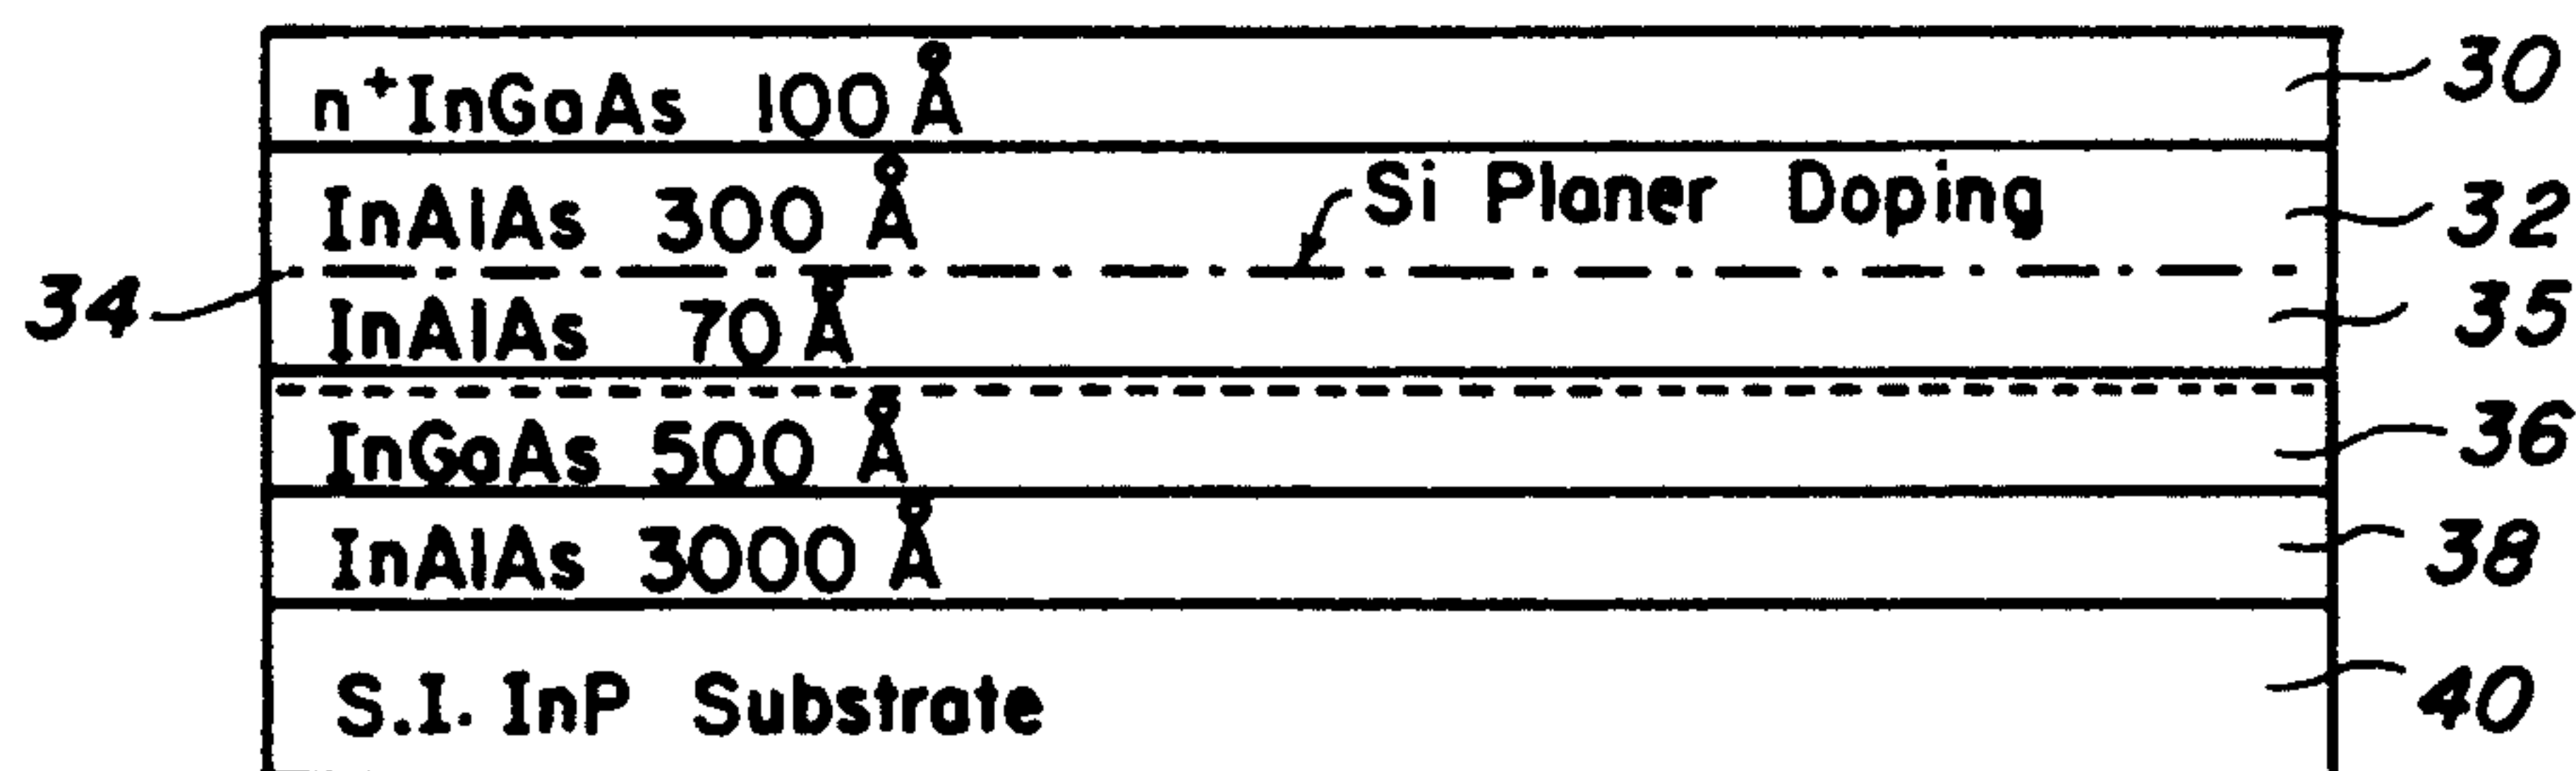 n⁺InGaAs 100 Å 30
InAlAs 300 Å Si Planer Doping 32
34
InAlAs 70 Å 35
InGaAs 500 Å 36
InAlAs 3000 Å 38
S.I. InP Substrate 40